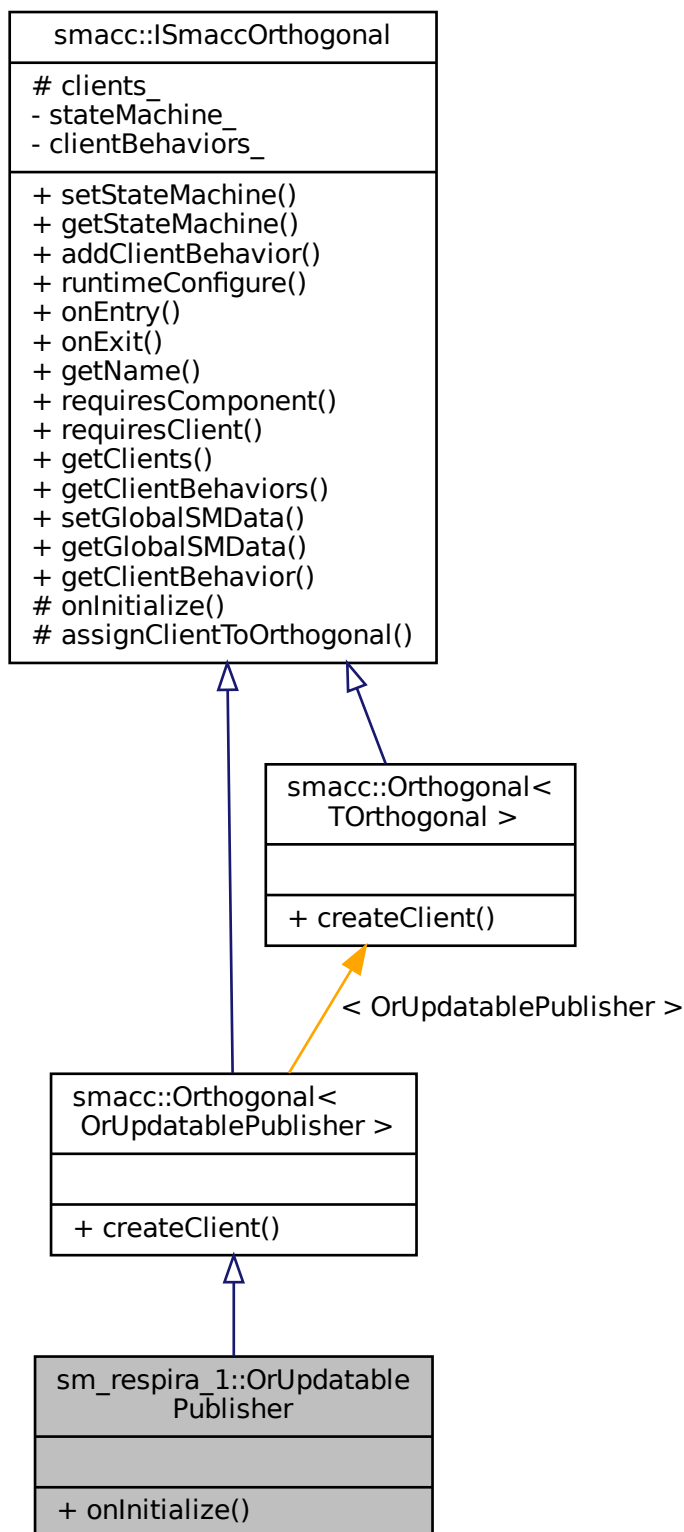 smacc::ISmaccOrthogonal
# clients_
- stateMachine_
- clientBehaviors_
+ setStateMachine()
+ getStateMachine()
+ addClientBehavior()
+ runtimeConfigure()
+ onEntry()
+ onExit()
+ getName()
+ requiresComponent()
+ requiresClient()
+ getClients()
+ getClientBehaviors()
+ setGlobalSMData()
+ getGlobalSMData()
+ getClientBehavior()
# onInitialize()
# assignClientToOrthogonal()
smacc::Orthogonal<
TOrthogonal >
+ createClient()
< OrUpdatablePublisher >
smacc::Orthogonal<
OrUpdatablePublisher >
+ createClient()
sm_respira_1::OrUpdatable
Publisher
+ onInitialize()